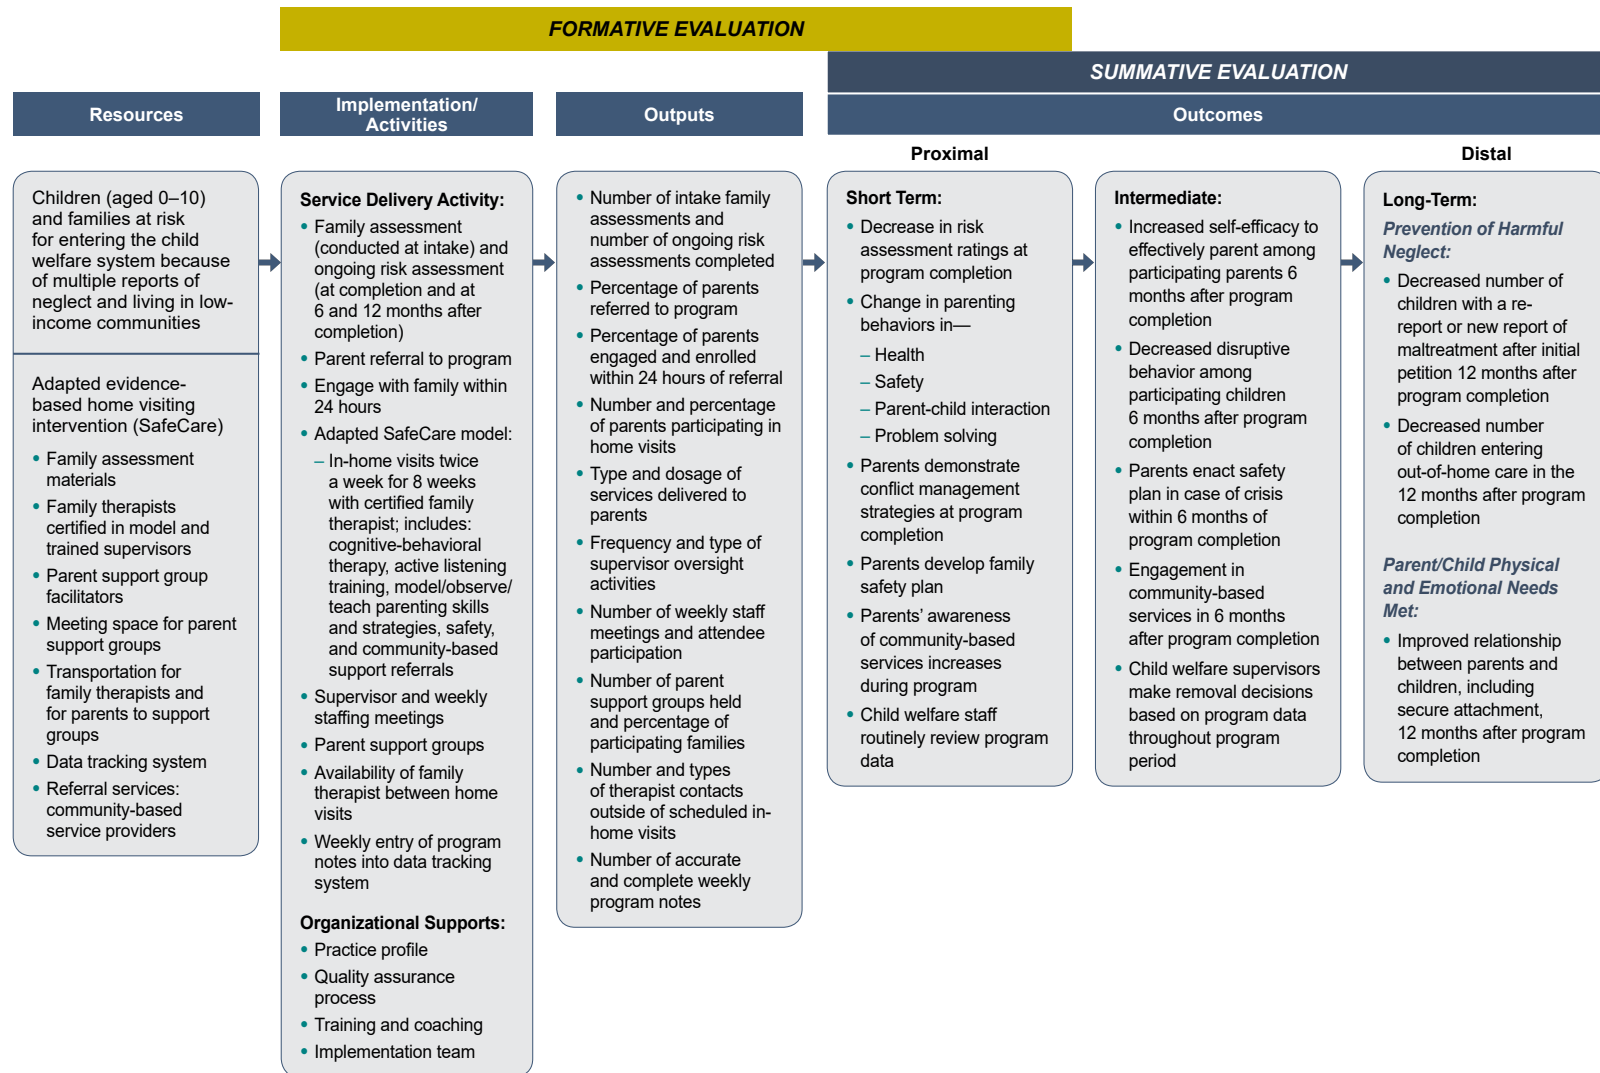 FORMATIVE EVALUATION
SUMMATIVE EVALUATION
Resources
Implementation/
Activities
Outputs
Outcomes
Proximal
Distal
Children (aged 0–10)
and families at risk
for entering the child
welfare system because
of multiple reports of
neglect and living in low-
income communities
Adapted evidence-
based home visiting
intervention (SafeCare)
• Family assessment
materials
• Family therapists
certified in model and
trained supervisors
• Parent support group
facilitators
• Meeting space for parent
support groups
• Transportation for
family therapists and
for parents to support
groups
• Data tracking system
• Referral services:
community-based
service providers
Service Delivery Activity:
• Family assessment
(conducted at intake) and
ongoing risk assessment
(at completion and at
6 and 12 months after
completion)
• Parent referral to program
• Engage with family within
24 hours
• Adapted SafeCare model:
– In-home visits twice
a week for 8 weeks
with certified family
therapist; includes:
cognitive-behavioral
therapy, active listening
training, model/observe/
teach parenting skills
and strategies, safety,
and community-based
support referrals
• Supervisor and weekly
staffing meetings
• Parent support groups
• Availability of family
therapist between home
visits
• Weekly entry of program
notes into data tracking
system
Organizational Supports:
• Practice profile
• Quality assurance
process
• Training and coaching
• Implementation team
• Number of intake family
assessments and
number of ongoing risk
assessments completed
• Percentage of parents
referred to program
• Percentage of parents
engaged and enrolled
within 24 hours of referral
• Number and percentage
of parents participating in
home visits
• Type and dosage of
services delivered to
parents
• Frequency and type of
supervisor oversight
activities
• Number of weekly staff
meetings and attendee
participation
• Number of parent
support groups held
and percentage of
participating families
• Number and types
of therapist contacts
outside of scheduled in-
home visits
• Number of accurate
and complete weekly
program notes
Short Term:
• Decrease in risk
assessment ratings at
program completion
• Change in parenting
behaviors in—
– Health
– Safety
– Parent-child interaction
– Problem solving
• Parents demonstrate
conflict management
strategies at program
completion
• Parents develop family
safety plan
• Parents’ awareness
of community-based
services increases
during program
• Child welfare staff
routinely review program
data
Intermediate:
• Increased self-efficacy to
effectively parent among
participating parents 6
months after program
completion
• Decreased disruptive
behavior among
participating children
6 months after program
completion
• Parents enact safety
plan in case of crisis
within 6 months of
program completion
• Engagement in
community-based
services in 6 months
after program completion
• Child welfare supervisors
make removal decisions
based on program data
throughout program
period
Long-Term:
Prevention of Harmful
Neglect:
• Decreased number of
children with a re-
report or new report of
maltreatment after initial
petition 12 months after
program completion
• Decreased number
of children entering
out-of-home care in the
12 months after program
completion
Parent/Child Physical
and Emotional Needs
Met:
• Improved relationship
between parents and
children, including
secure attachment,
12 months after program
completion